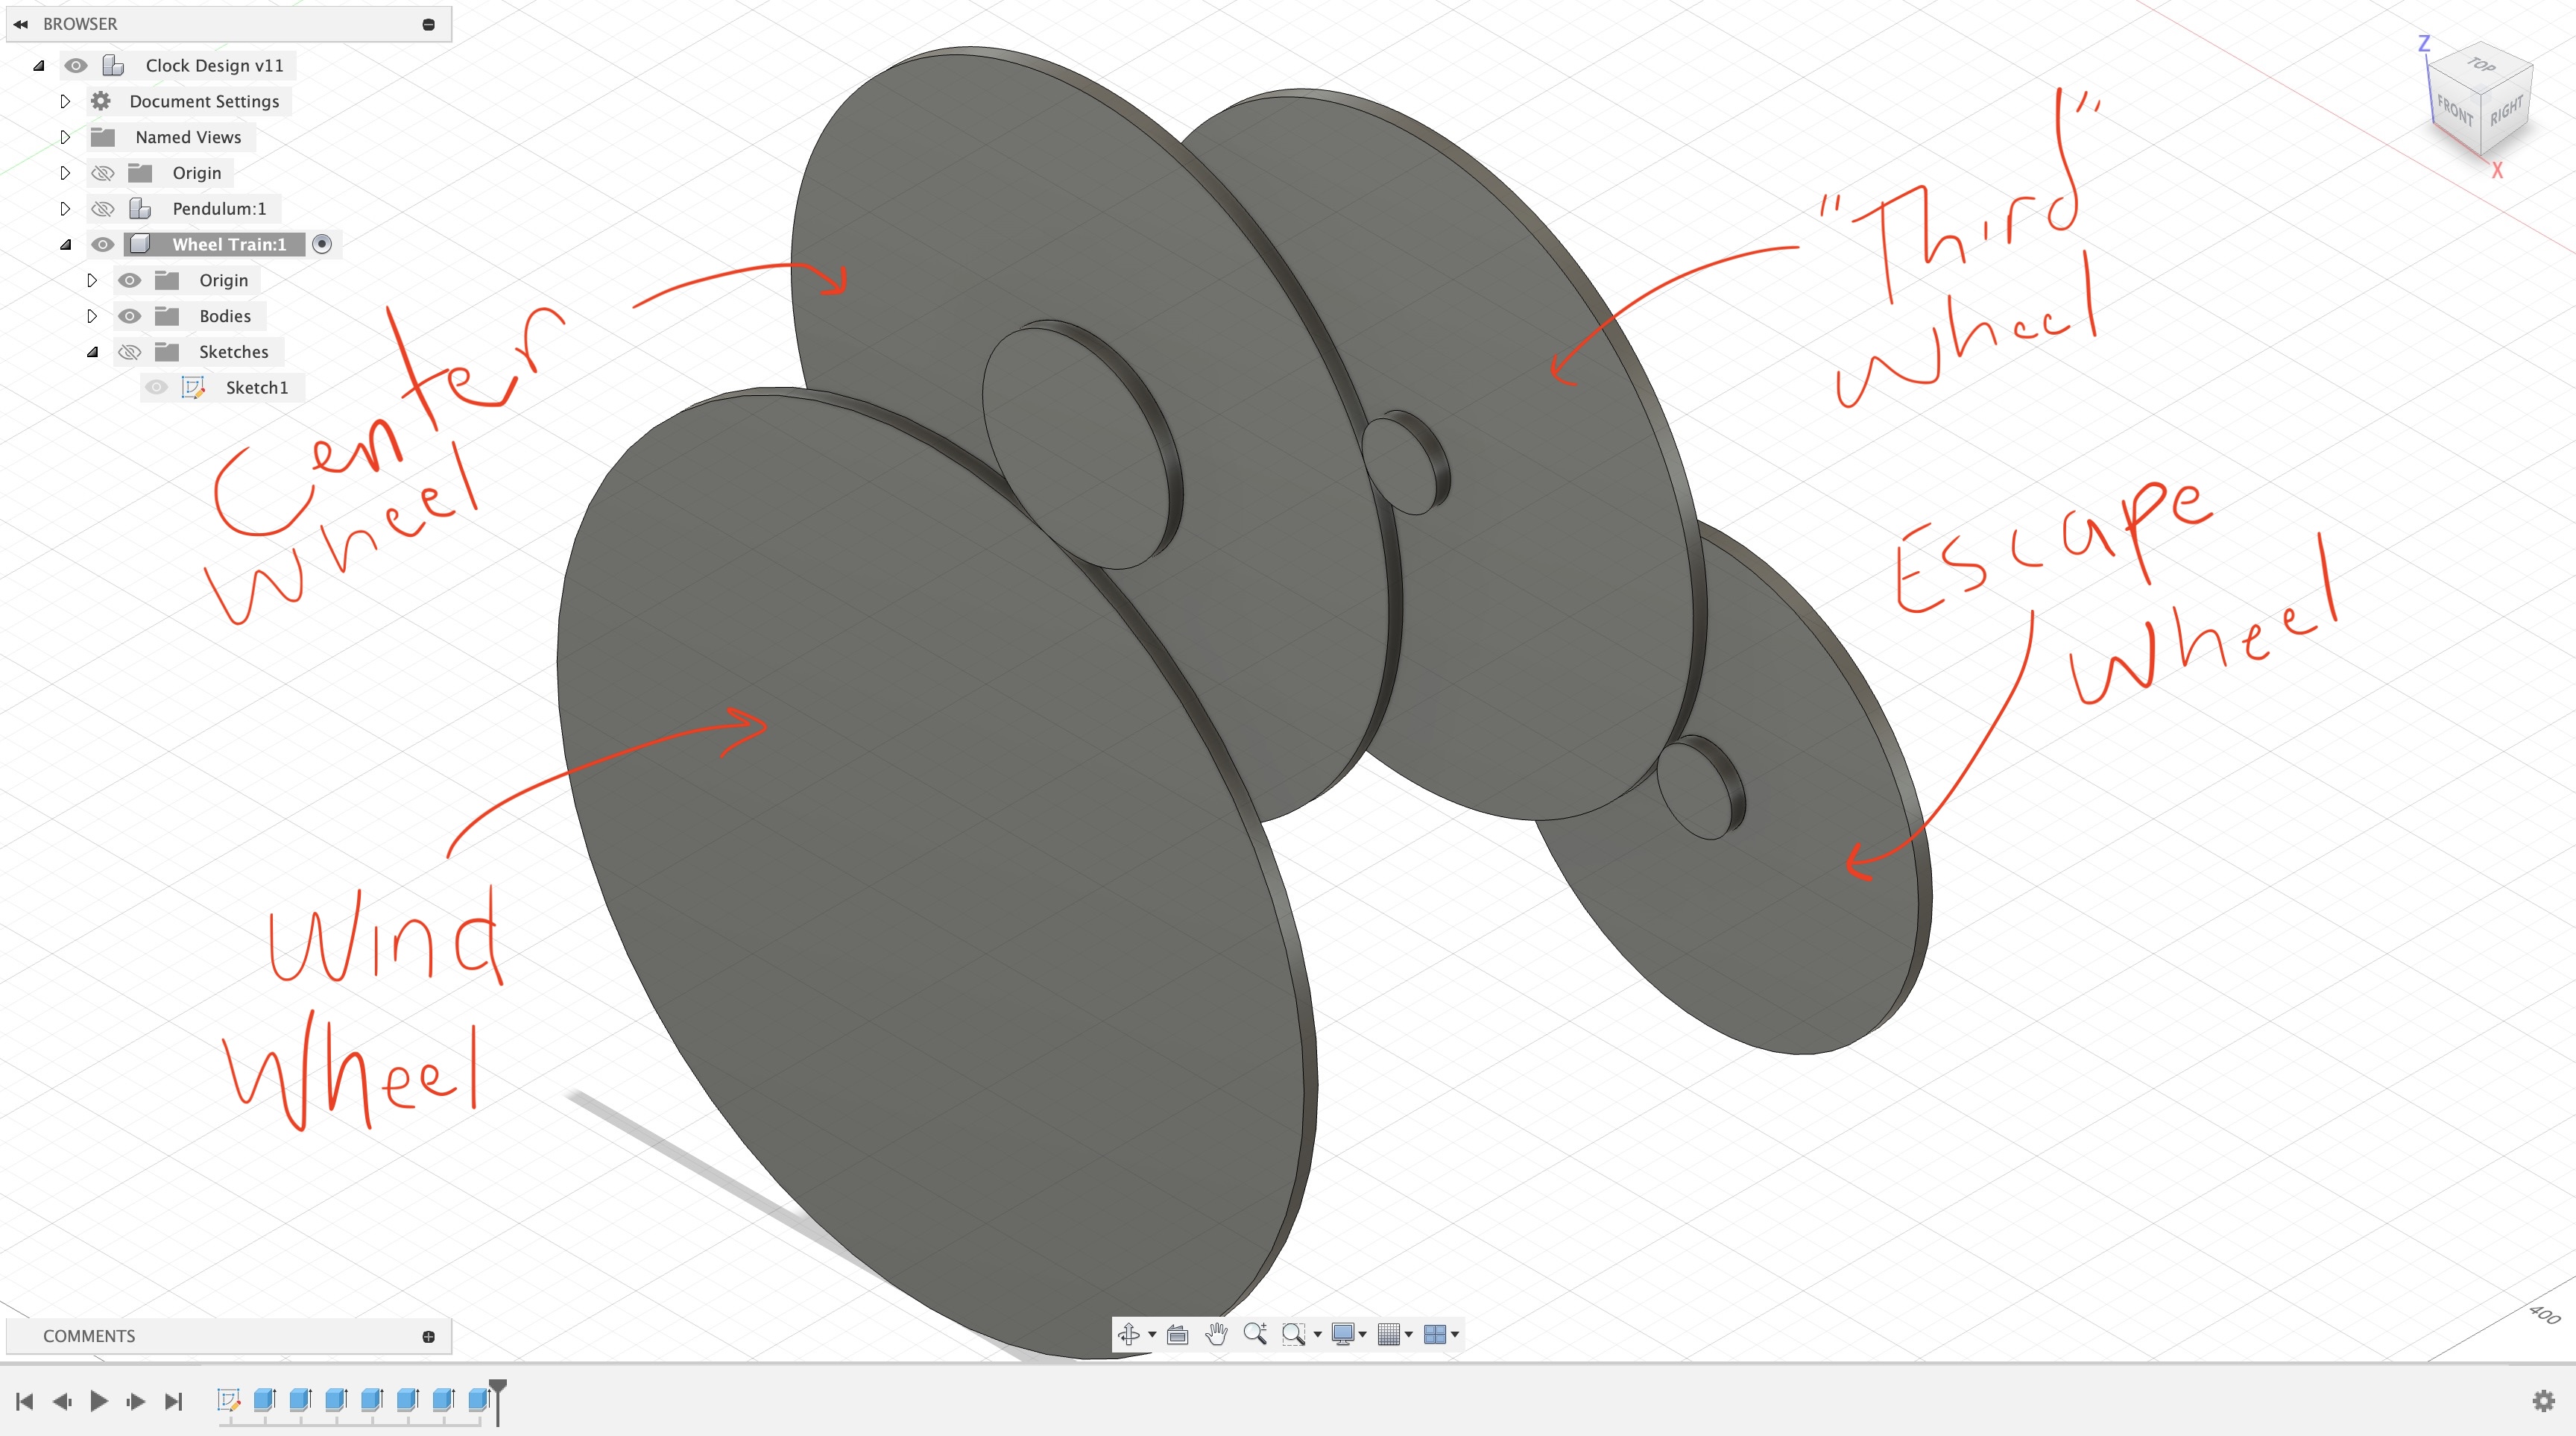 BROWSER
Clock Design v11
Document Settings
Named Views
Origin
Pendulum:1
Wheel Train:1
Origin
Bodies
Sketches
Sketch1
Center
Wheel
"Third"
Wheel
Escape
Wheel
Wind
Wheel
Z
TOP
FRONT
RIGHT
X
400
COMMENTS